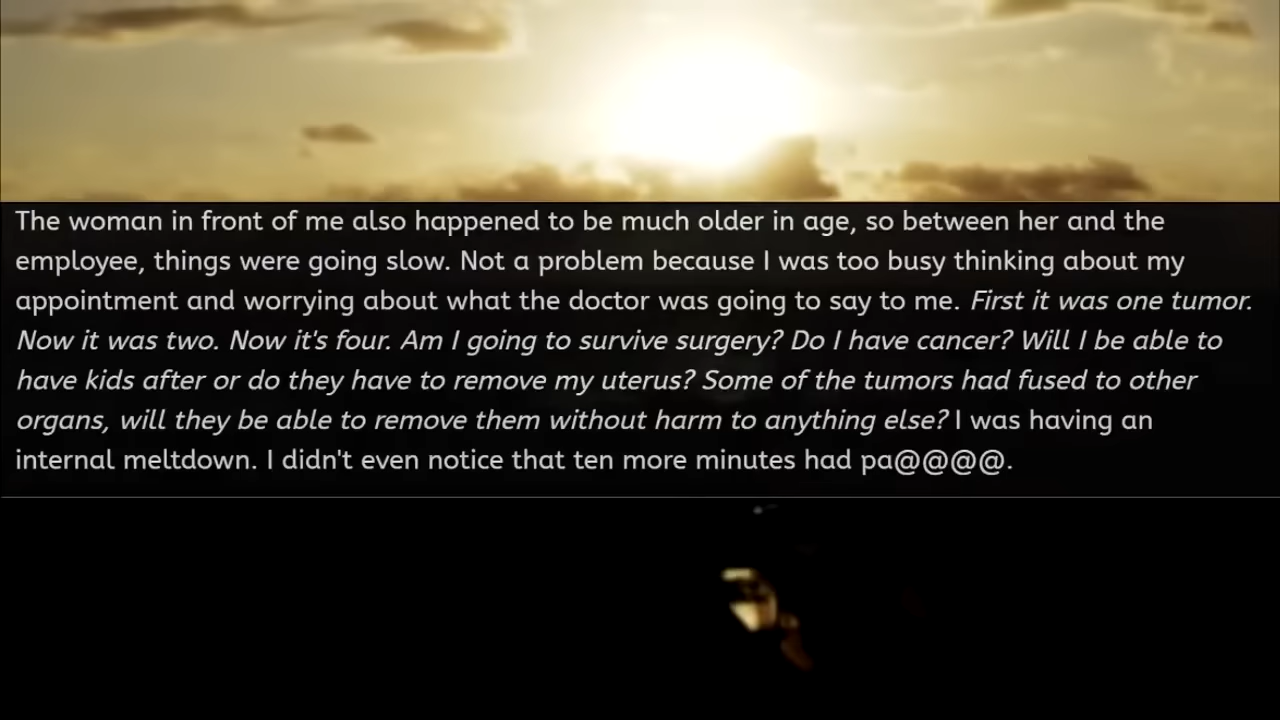 The woman in front of me also happened to be much older in age, so between her and the
employee, things were going slow. Not a problem because I was too busy thinking about my
appointment and worrying about what the doctor was going to say to me. First it was one tumor.
Now it was two. Now it's four. Am I going to survive surgery? Do I have cancer? Will I be able to
have kids after or do they have to remove my uterus? Some of the tumors had fused to other
organs, will they be able to remove them without harm to anything else? I was having an
internal meltdown. I didn't even notice that ten more minutes had pa@@@@.